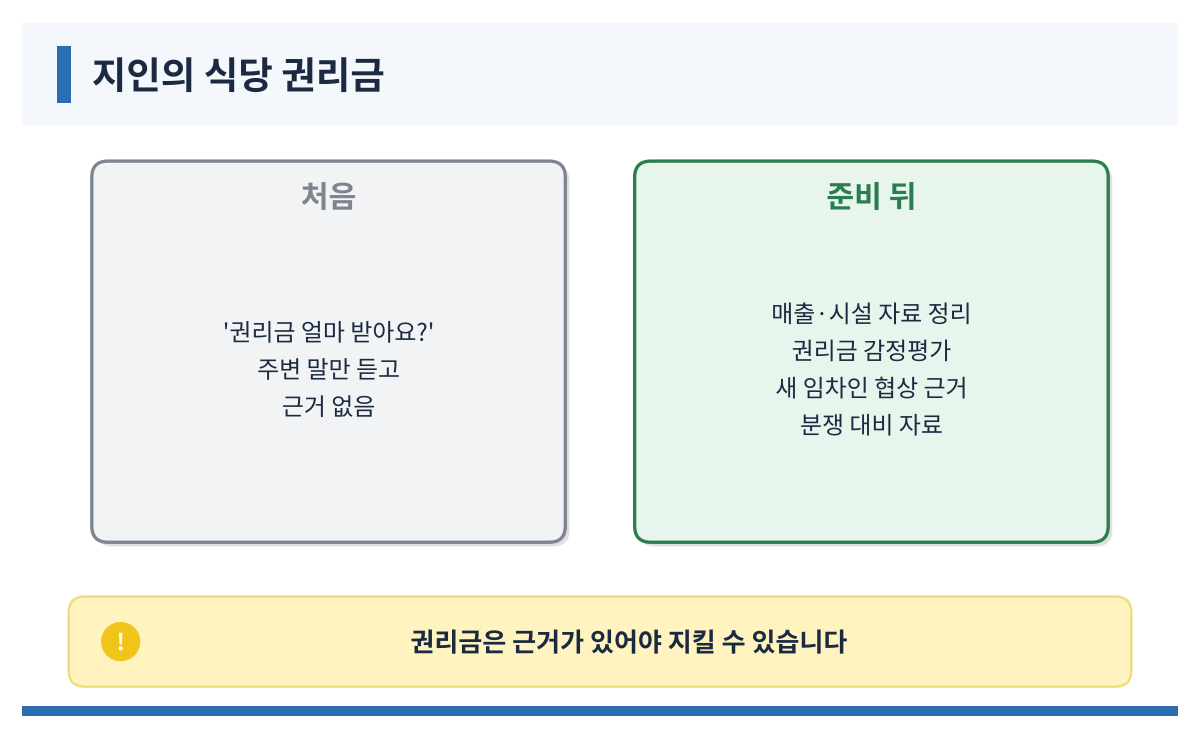 지인의 식당 권리금
처음
'권리금 얼마 받아요?'
주변 말만 듣고
근거 없음
준비 뒤
매출·시설 자료 정리
권리금 감정평가
새 임차인 협상 근거
분쟁 대비 자료
!
권리금은 근거가 있어야 지킬 수 있습니다